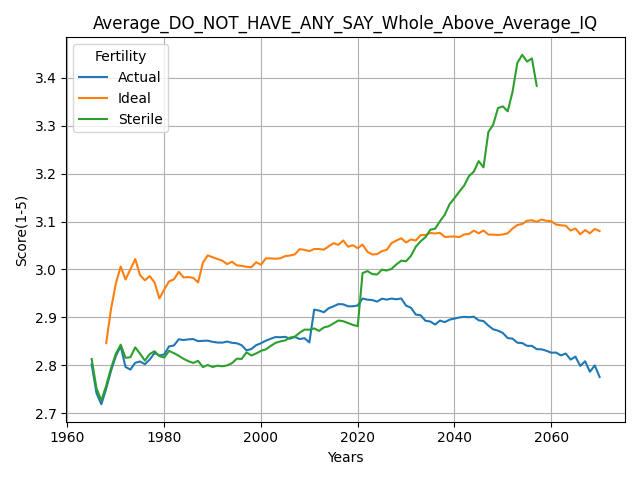 Average_DO_NOT_HAVE_ANY_SAY_Whole_Above_Average_IQ
Fertility
Actual
Ideal
Sterile
Score(1-5)
3.4
3.3
3.2
3.1
3.0
2.9
2.8
2.7
1960 1980 2000 2020 2040 2060
Years